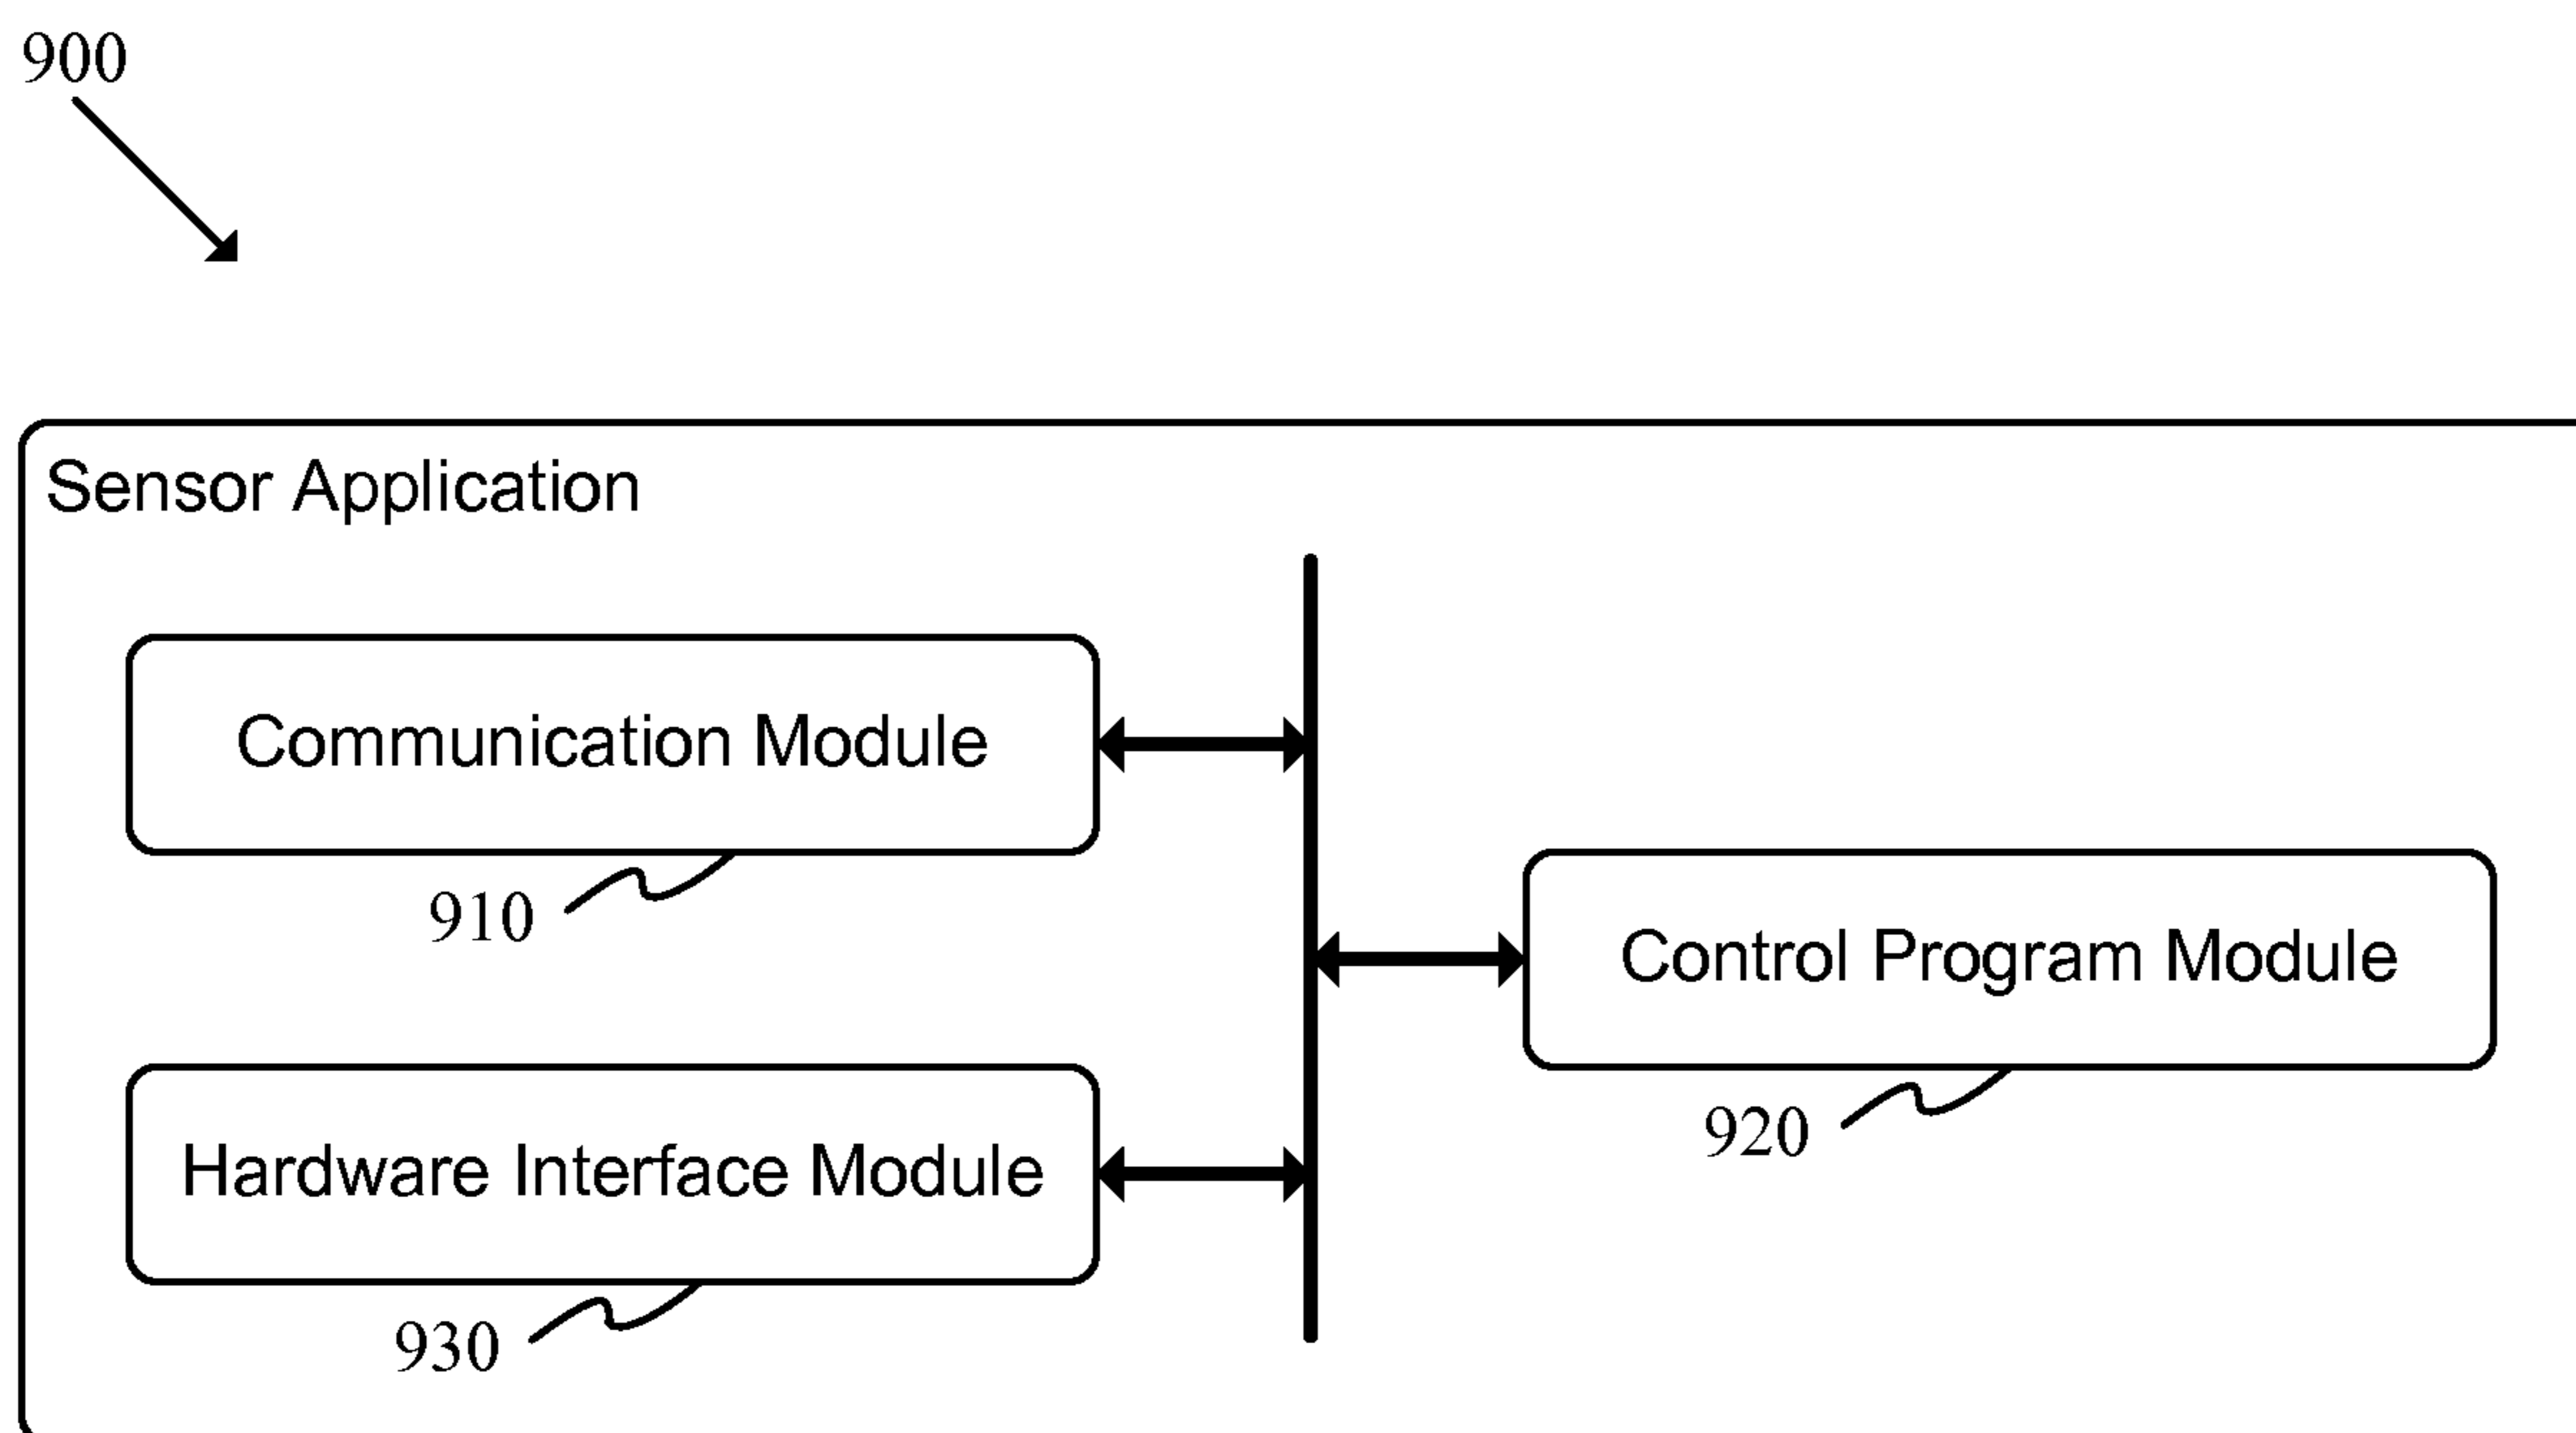 900
Sensor Application
Communication Module
910
Control Program Module
920
Hardware Interface Module
930